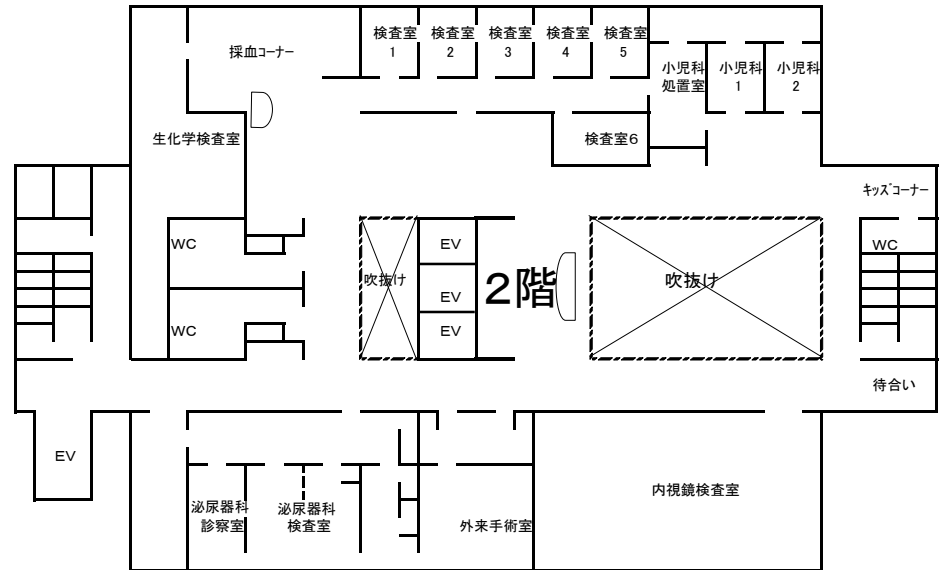 検査室
1
検査室
2
検査室
3
検査室
4
検査室
5
採血コーナー
小児科
処置室
小児科
1
小児科
2
生化学検査室
検査室6
キッズコーナー
WC
EV
WC
吹抜け
EV
2階
吹抜け
WC
EV
待合い
EV
内視鏡検査室
泌尿器科
診察室
泌尿器科
検査室
外来手術室